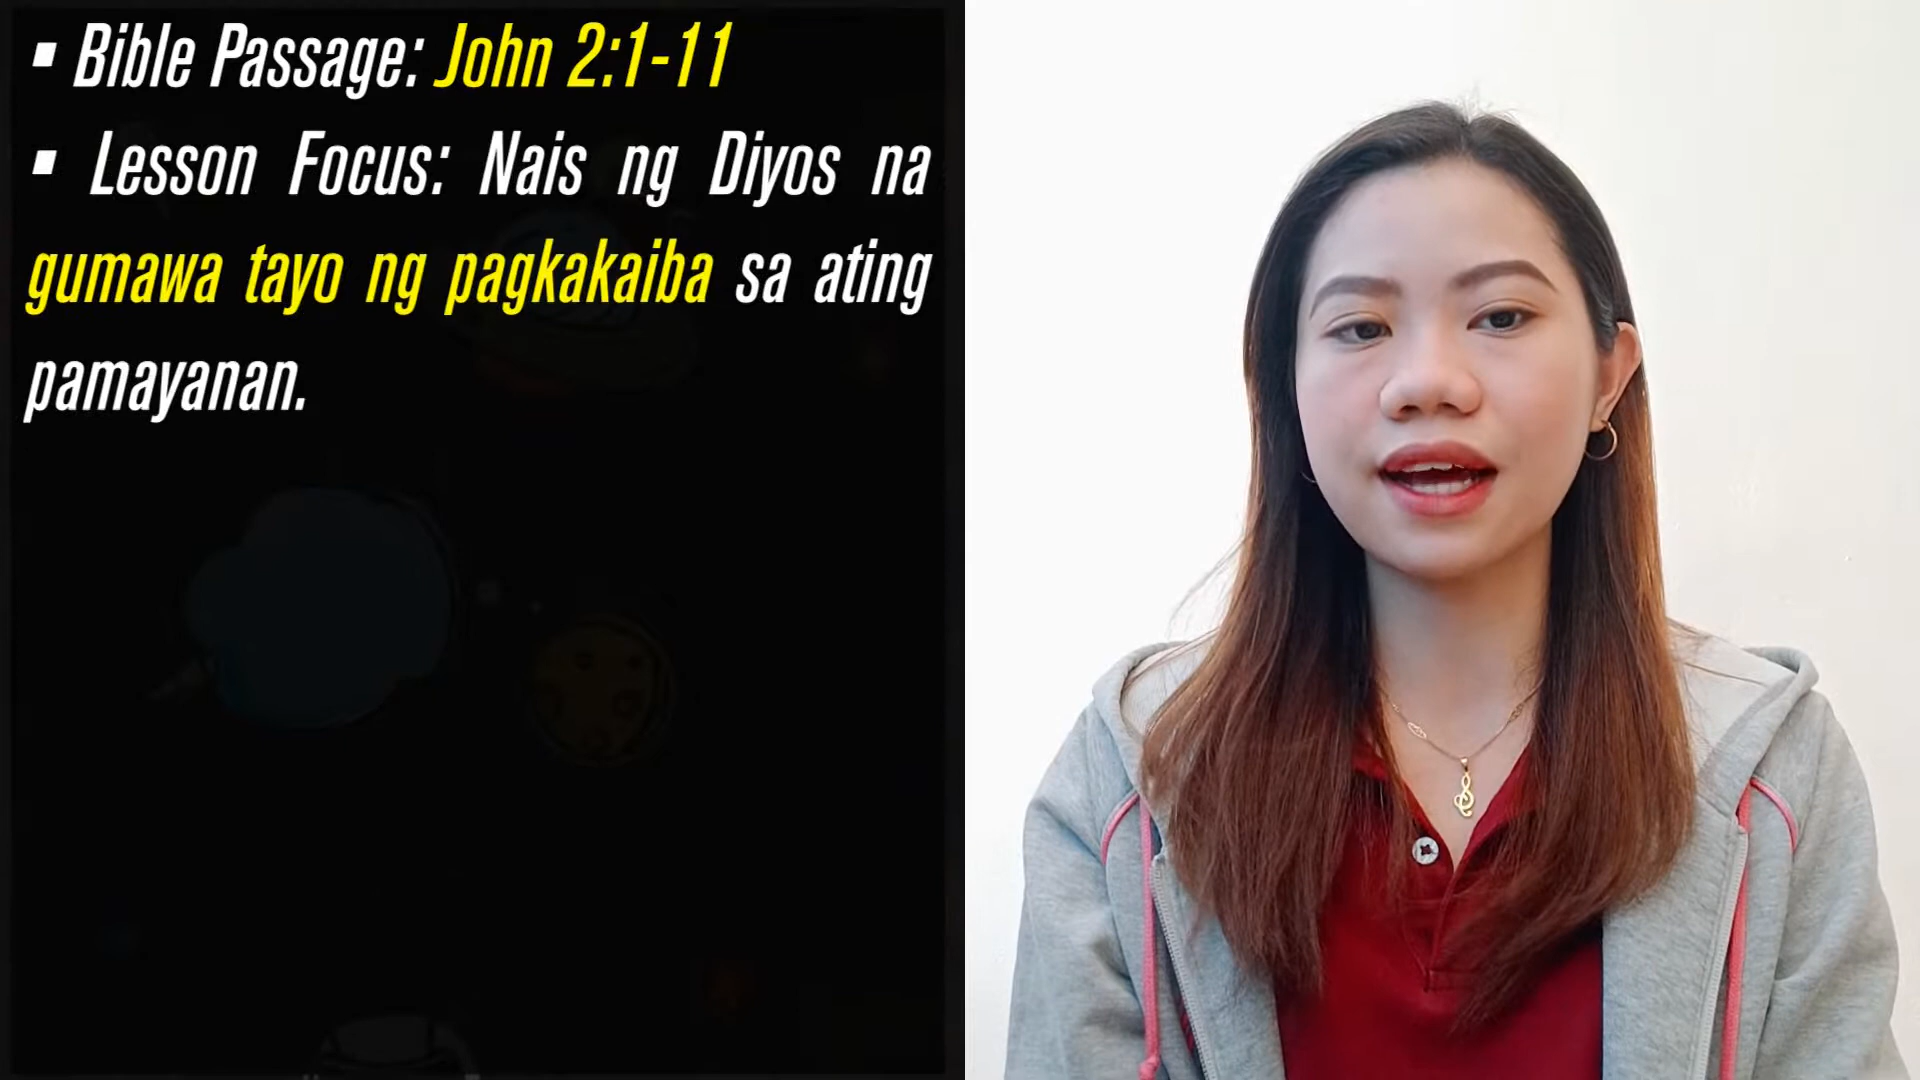 ▪ Bible Passage: John 2:1-11
▪ Lesson Focus: Nais ng Diyos na
gumawa tayo ng pagkakaiba sa ating
pamayanan.